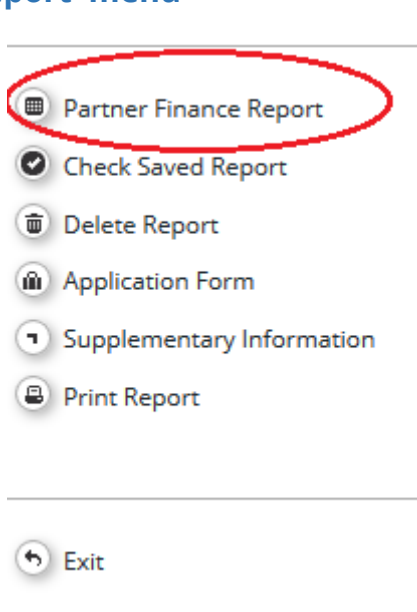 Partner Finance Report
Check Saved Report
Delete Report
Application Form
Supplementary Information
Print Report
Exit